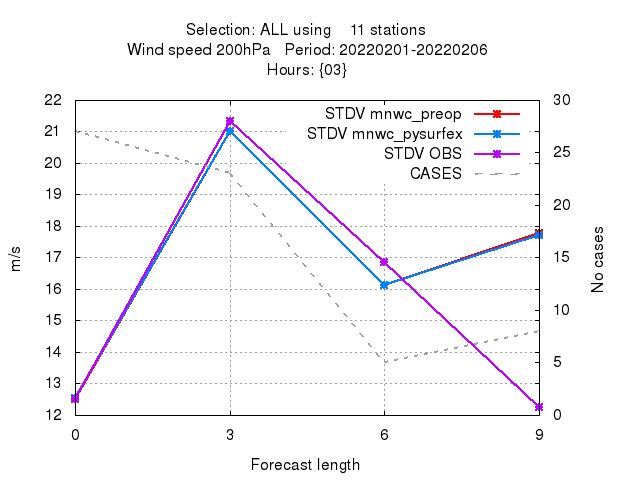 Selection: ALL using    11 stations
Wind speed 200hPa   Period: 20220201-20220206
Hours: {03}
STDV mnwc_preop
STDV mnwc_pysurfex
STDV OBS
CASES
22
21
20
19
18
17
16
15
14
13
12
30
25
20
15
10
5
0
m/s
No cases
0 3 6 9
Forecast length